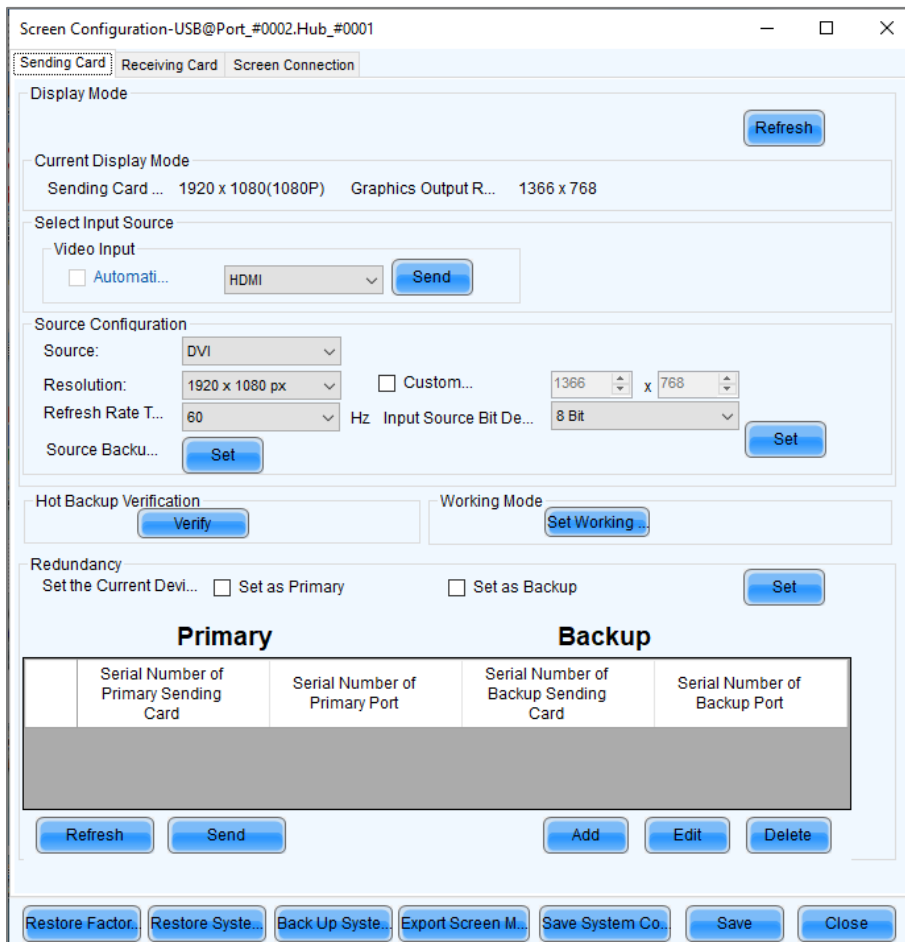 Screen Configuration-USB@Port_#0002.Hub_#0001
Sending Card Receiving Card Screen Connection
Display Mode
Refresh
Current Display Mode
Sending Card ... 1920 x 1080(1080P) Graphics Output R... 1366 x 768
Select Input Source
Video Input
Automati... HDMI Send
Source Configuration
Source: DVI
Resolution: 1920 x 1080 px Custom... 1366 x 768
Refresh Rate T... 60 Hz Input Source Bit De... 8 Bit
Set
Source Backu... Set
Hot Backup Verification Working Mode
Verify Set Working ...
Redundancy
Set the Current Devi... Set as Primary Set as Backup Set
Primary Backup
Serial Number of
Primary Sending
Card
Serial Number of
Primary Port
Serial Number of
Backup Sending
Card
Serial Number of
Backup Port
Refresh Send Add Edit Delete
Restore Factor... Restore Syste... Back Up Syste... Export Screen M... Save System Co... Save Close